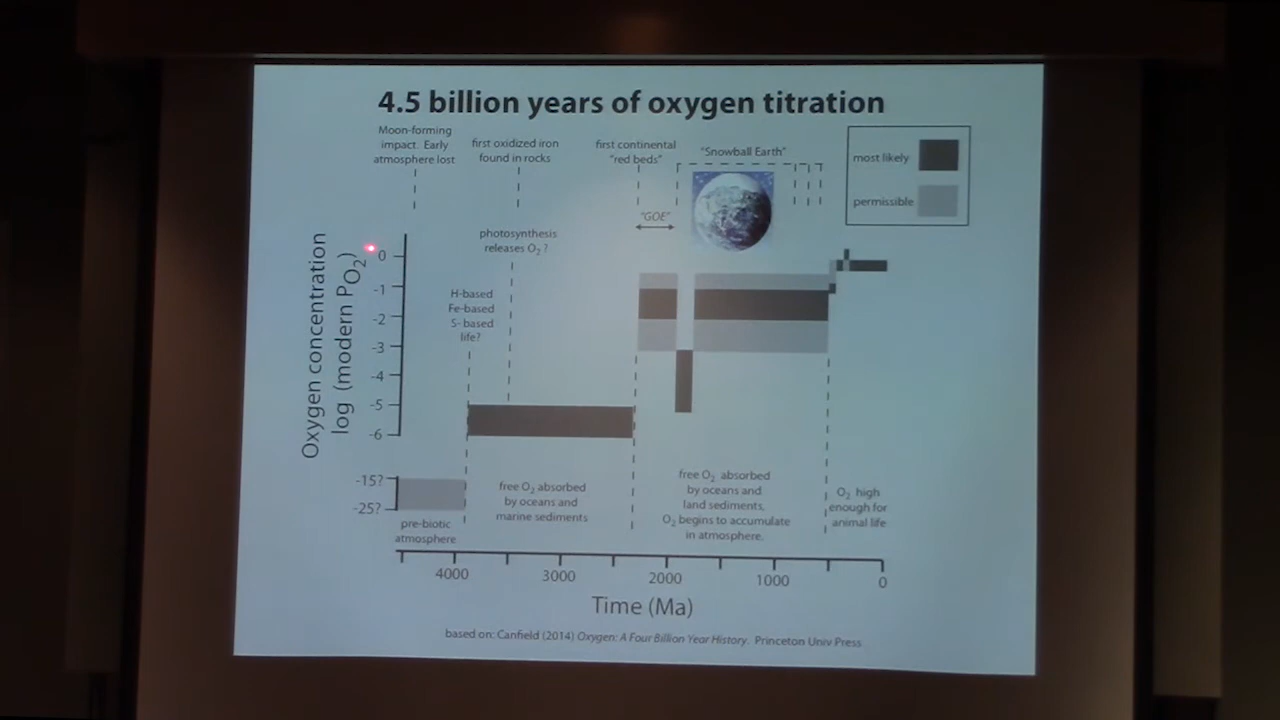 4.5 billion years of oxygen titration
Moon-forming
impact. Early
atmosphere lost
first oxidized iron
found in rocks
first continental
"red beds"
"Snowball Earth"
most likely
permissible
"GOE"
photosynthesis
releases O2 ?
H-based
Fe-based
S- based
life?
Oxygen concentration
log (modern PO2)
0
-1
-2
-3
-4
-5
-6
-15?
-25?
pre-biotic
atmosphere
free O2 absorbed
by oceans and
marine sediments
free O2 absorbed
by oceans and
land sediments,
O2 begins to accumulate
in atmosphere.
O2 high
enough for
animal life
4000
3000
2000
1000
0
Time (Ma)
based on: Canfield (2014) Oxygen: A Four Billion Year History. Princeton Univ Press